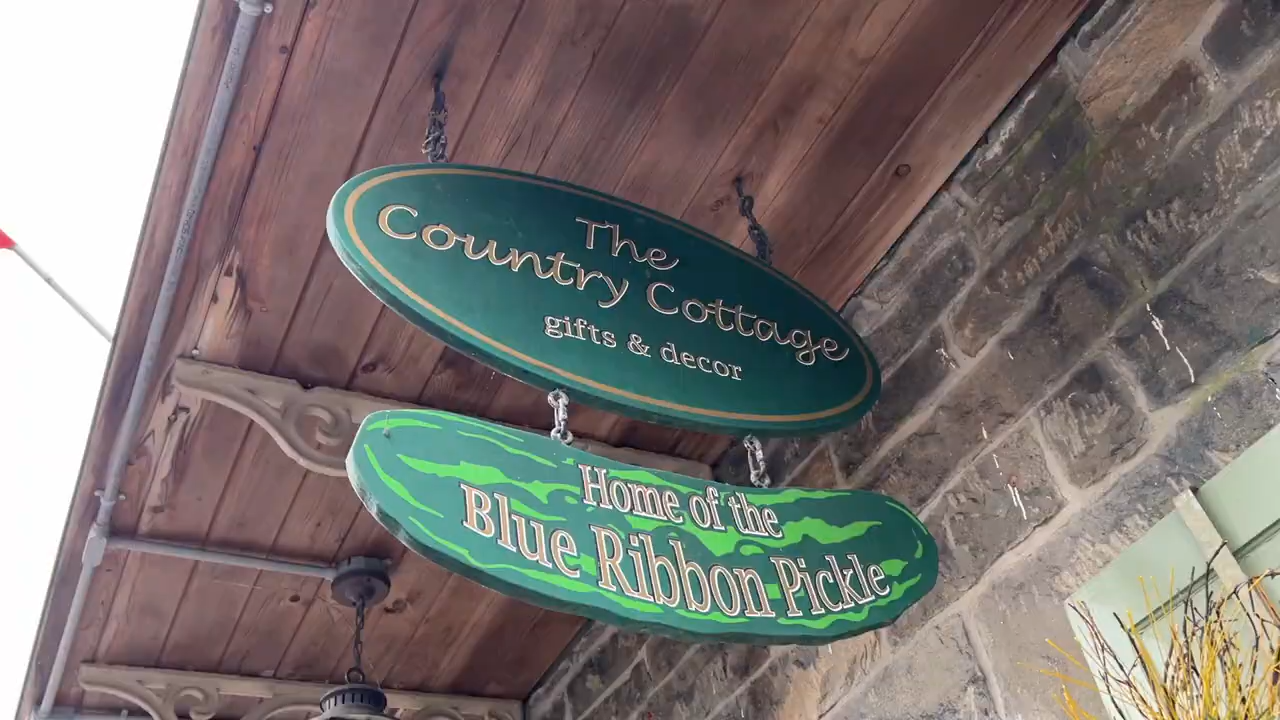 The
Country Cottage
gifts & decor
Home of the
Blue Ribbon Pickle